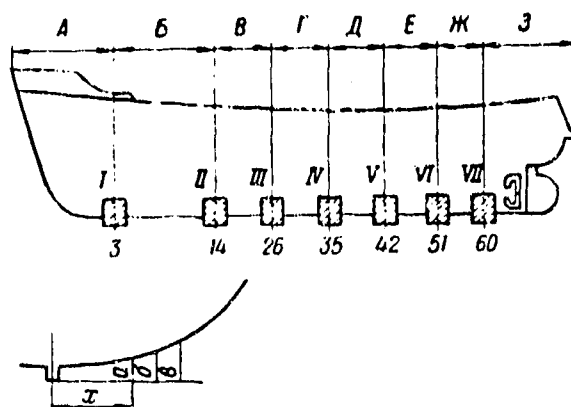 А Б В Г Д Е Ж З
I II III IV V VI VII
3 14 26 35 42 51 60
а б в
х